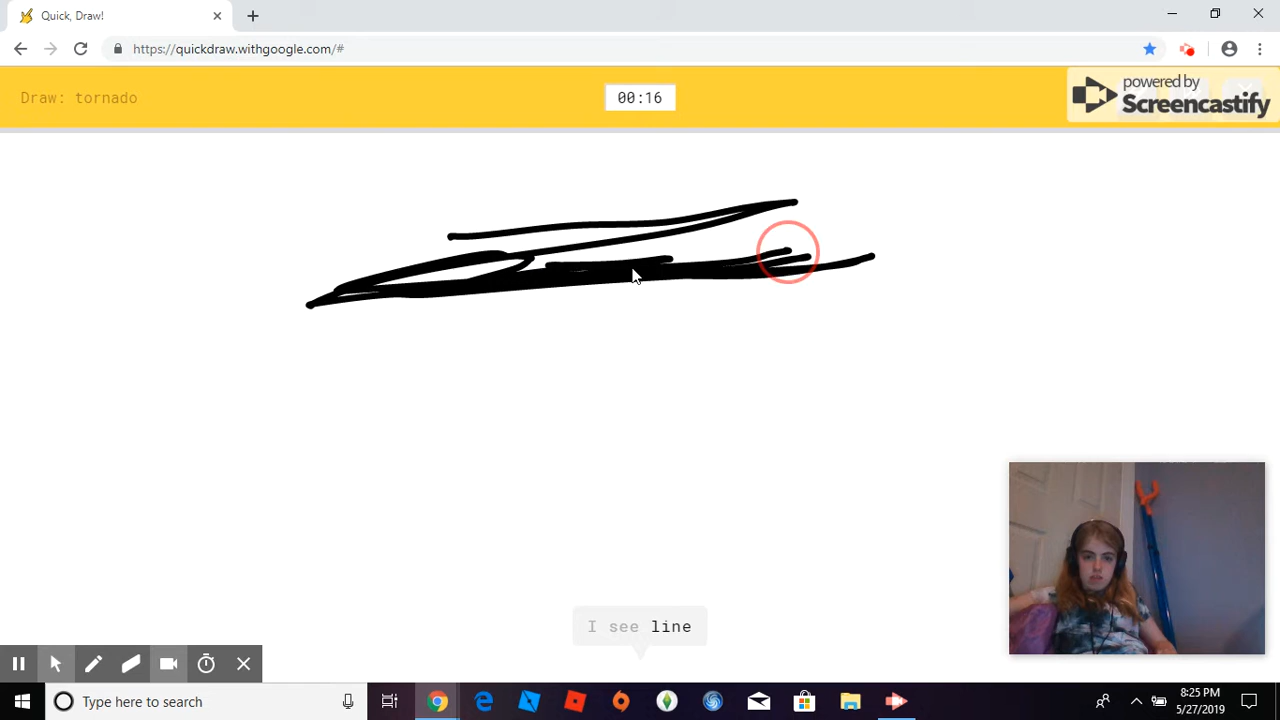 Quick, Draw!
https://quickdraw.withgoogle.com/#
Draw: tornado
00:16
powered by
Screencastify
I see line
Type here to search
8:25 PM
5/27/2019